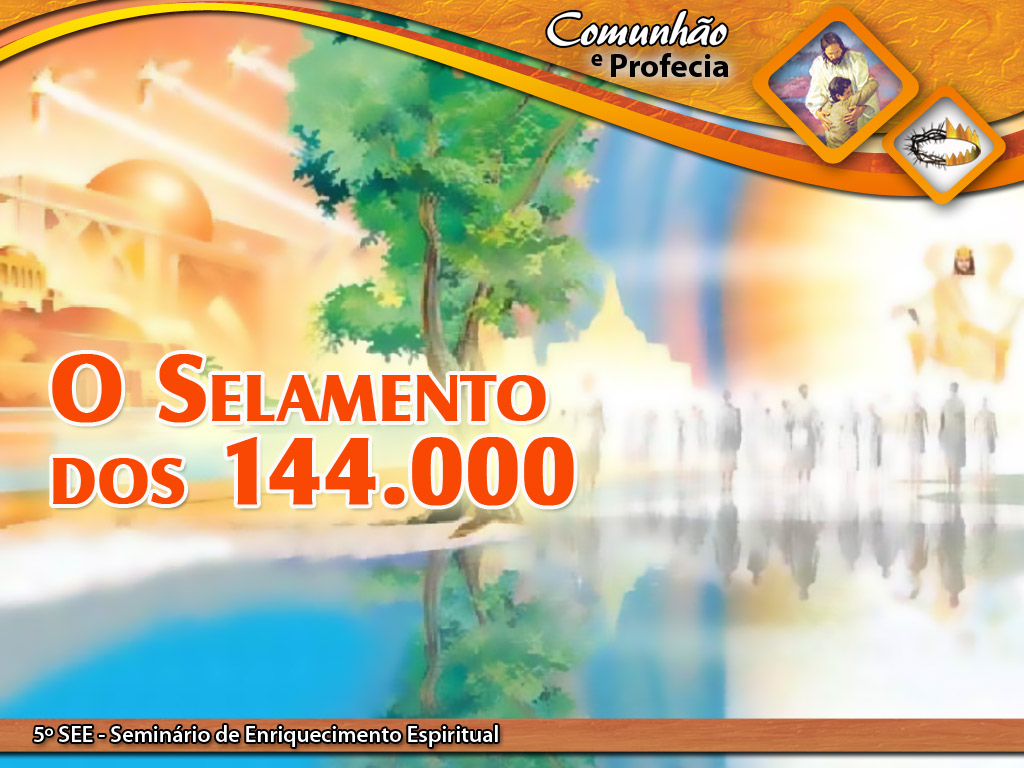 Comunhão
e Profecia
O SELAMENTO
DOS 144.000
5º SEE - Seminário de Enriquecimento Espiritual